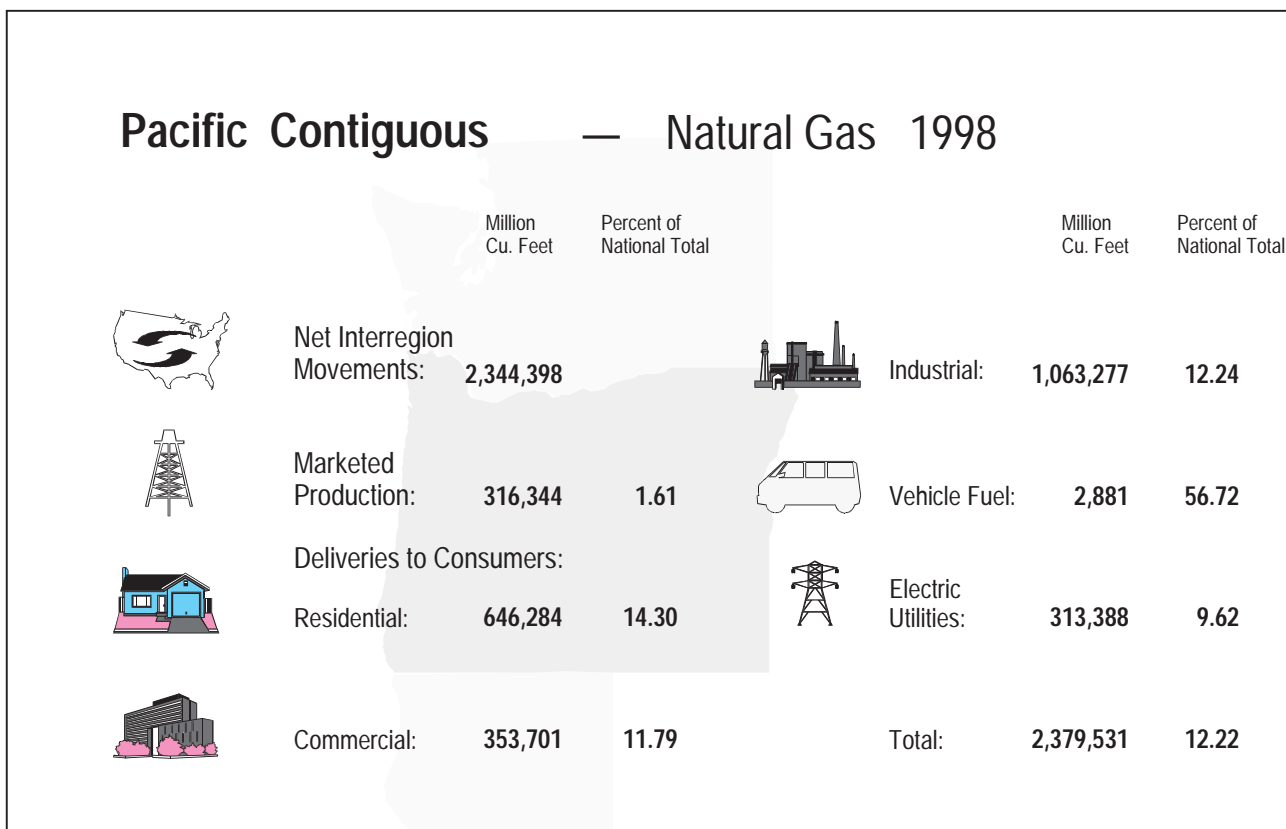 Pacific Contiguous — Natural Gas 1998
Million Percent of
Cu. Feet National Total
Net Interregion
Movements: 2,344,398
Marketed
Production: 316,344 1.61
Deliveries to Consumers:
Residential: 646,284 14.30
Commercial: 353,701 11.79
Million Percent of
Cu. Feet National Total
Industrial: 1,063,277 12.24
Vehicle Fuel: 2,881 56.72
Electric
Utilities: 313,388 9.62
Total: 2,379,531 12.22